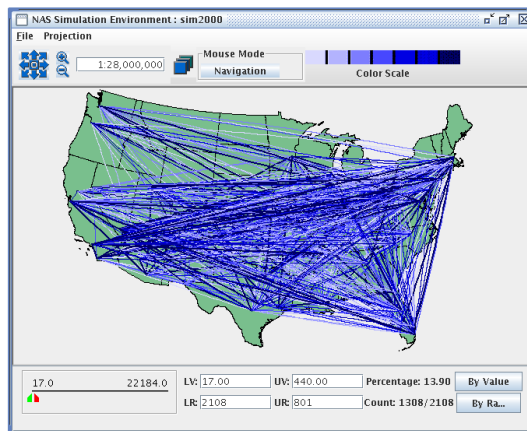 NAS Simulation Environment : sim2000
File Projection
1:28,000,000
Mouse Mode
Navigation
Color Scale
17.0 22184.0
LV: 17.00 UV: 440.00 Percentage: 13.90 By Value
LR: 2108 UR: 801 Count: 1308/2108 By Ra...